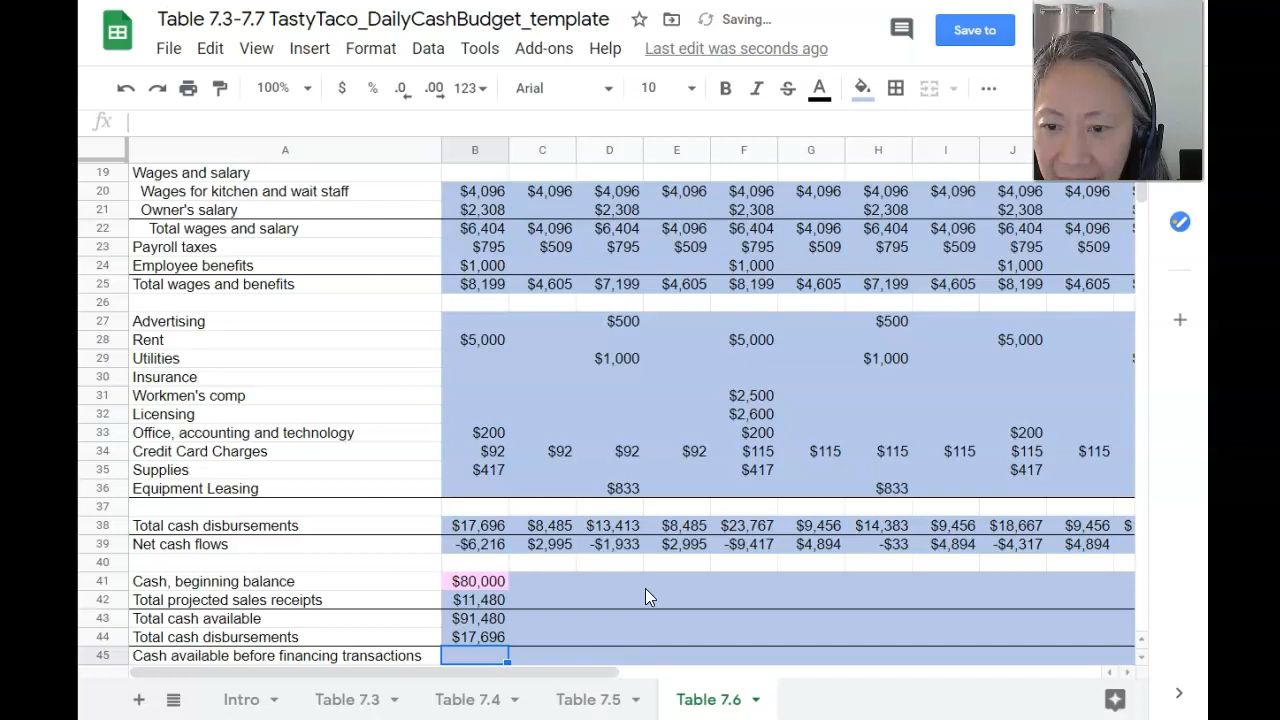 Table 7.3-7.7 TastyTaco_DailyCashBudget_template Saving...
File Edit View Insert Format Data Tools Add-ons Help Last edit was seconds ago Save to
100% $ % .0 .00 123 Arial 10 B I S A
fx
A B C D E F G H I J
19 Wages and salary
20 Wages for kitchen and wait staff $4,096 $4,096 $4,096 $4,096 $4,096 $4,096 $4,096 $4,096 $4,096 $4,096
21 Owner's salary $2,308 $2,308 $2,308 $2,308 $2,308
22 Total wages and salary $6,404 $4,096 $6,404 $4,096 $6,404 $4,096 $6,404 $4,096 $6,404 $4,096
23 Payroll taxes $795 $509 $795 $509 $795 $509 $795 $509 $795 $509
24 Employee benefits $1,000 $1,000 $1,000
25 Total wages and benefits $8,199 $4,605 $7,199 $4,605 $8,199 $4,605 $7,199 $4,605 $8,199 $4,605
26
27 Advertising $500 $500
28 Rent $5,000 $5,000 $5,000
29 Utilities $1,000 $1,000
30 Insurance
31 Workmen's comp $2,500
32 Licensing $2,600
33 Office, accounting and technology $200 $200 $200
34 Credit Card Charges $92 $92 $92 $92 $115 $115 $115 $115 $115 $115
35 Supplies $417 $417 $417
36 Equipment Leasing $833 $833
37
38 Total cash disbursements $17,696 $8,485 $13,413 $8,485 $23,767 $9,456 $14,383 $9,456 $18,667 $9,456 $
39 Net cash flows -$6,216 $2,995 -$1,933 $2,995 -$9,417 $4,894 -$33 $4,894 -$4,317 $4,894
40
41 Cash, beginning balance $80,000
42 Total projected sales receipts $11,480
43 Total cash available $91,480
44 Total cash disbursements $17,696
45 Cash available before financing transactions
Intro Table 7.3 Table 7.4 Table 7.5 Table 7.6